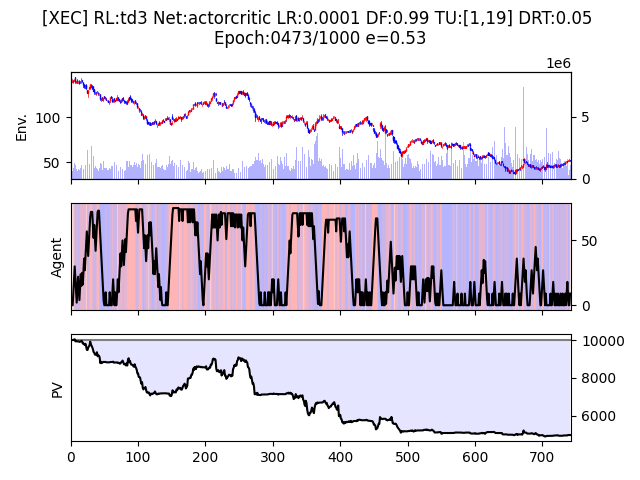 [XEC] RL:td3 Net:actorcritic LR:0.0001 DF:0.99 TU:[1,19] DRT:0.05
Epoch:0473/1000 e=0.53
1e6
Env.
100
50
5
0
Agent
50
0
PV
10000
8000
6000
0 100 200 300 400 500 600 700